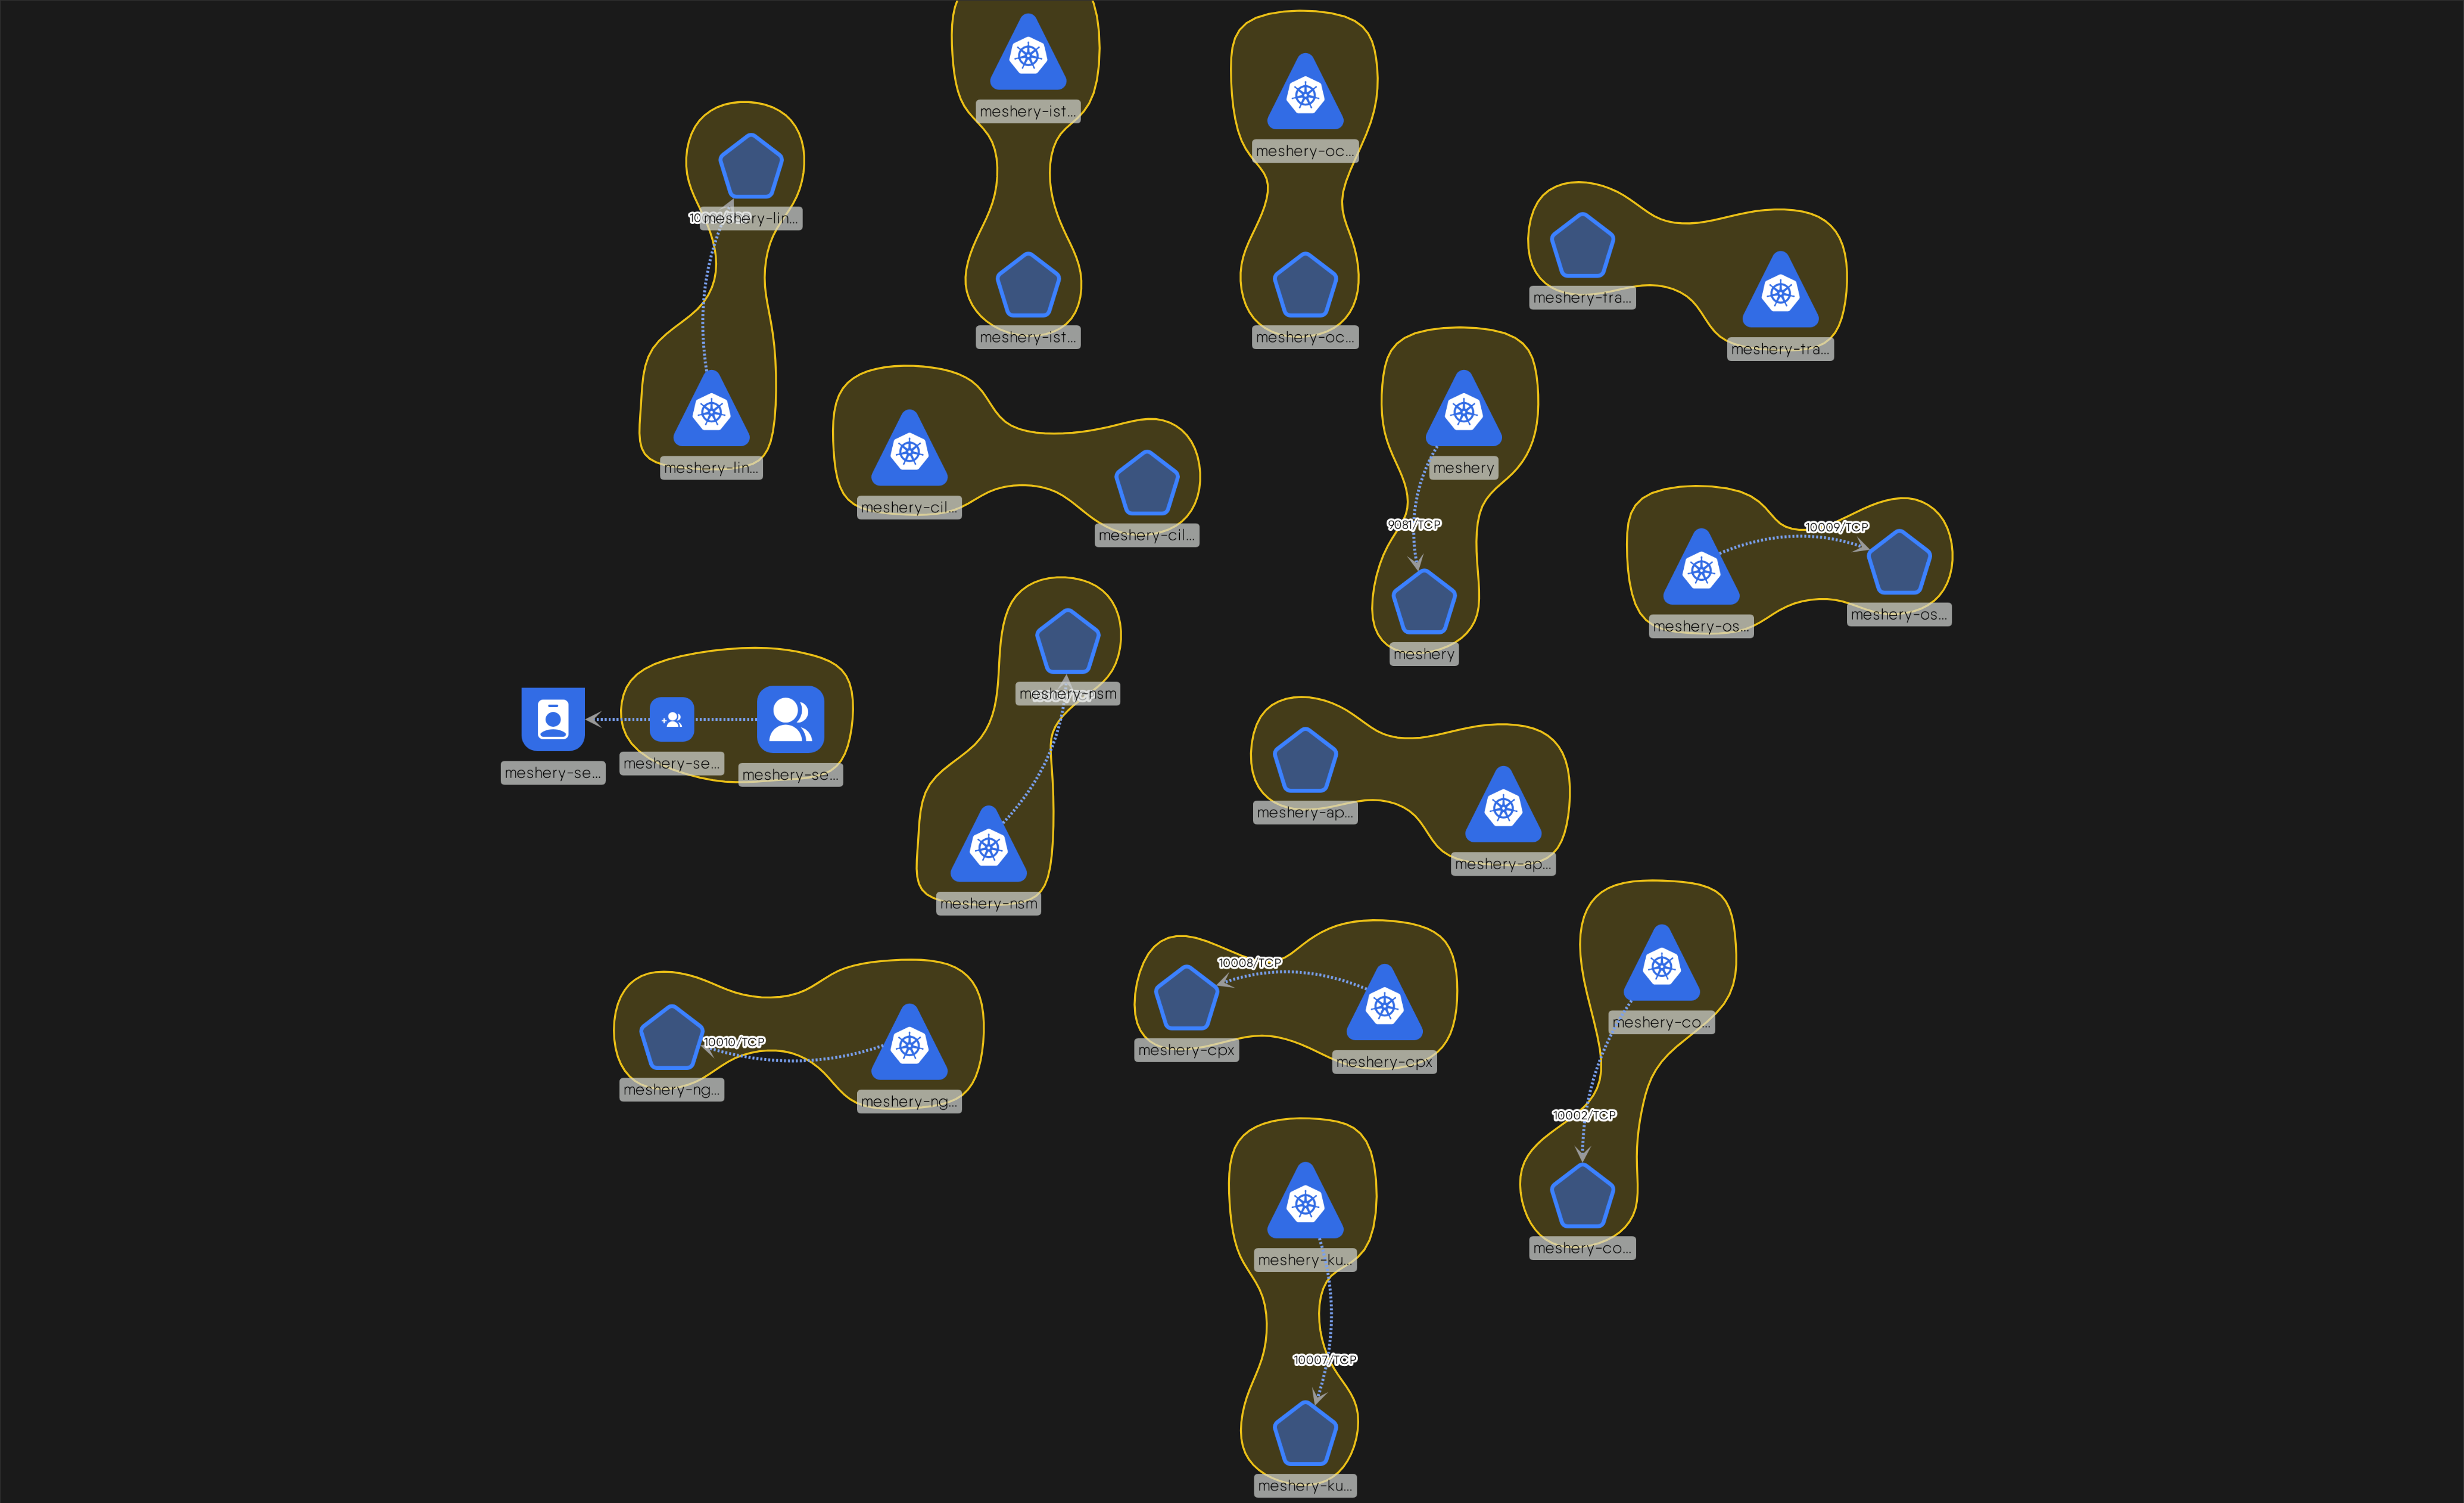 meshery-ist...
meshery-oc...
meshery-lin...
meshery-tra...
meshery-ist...
meshery-oc...
meshery-tra...
meshery-lin...
meshery
meshery-cil...
9081/TCP
10009/TCP
meshery-cil...
meshery-os...
meshery-os...
meshery
meshery-nsm
meshery-se...
meshery-se...
meshery-se...
meshery-ap...
meshery-ap...
meshery-nsm
10008/TCP
meshery-co...
10010/TCP
meshery-cpx
meshery-cpx
meshery-ng...
meshery-ng...
10002/TCP
meshery-co...
meshery-ku...
10007/TCP
meshery-ku...